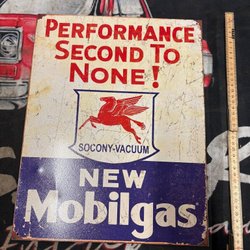 PERFORMANCE
SECOND TO
NONE!
SOCONY-VACUUM
NEW
Mobilgas